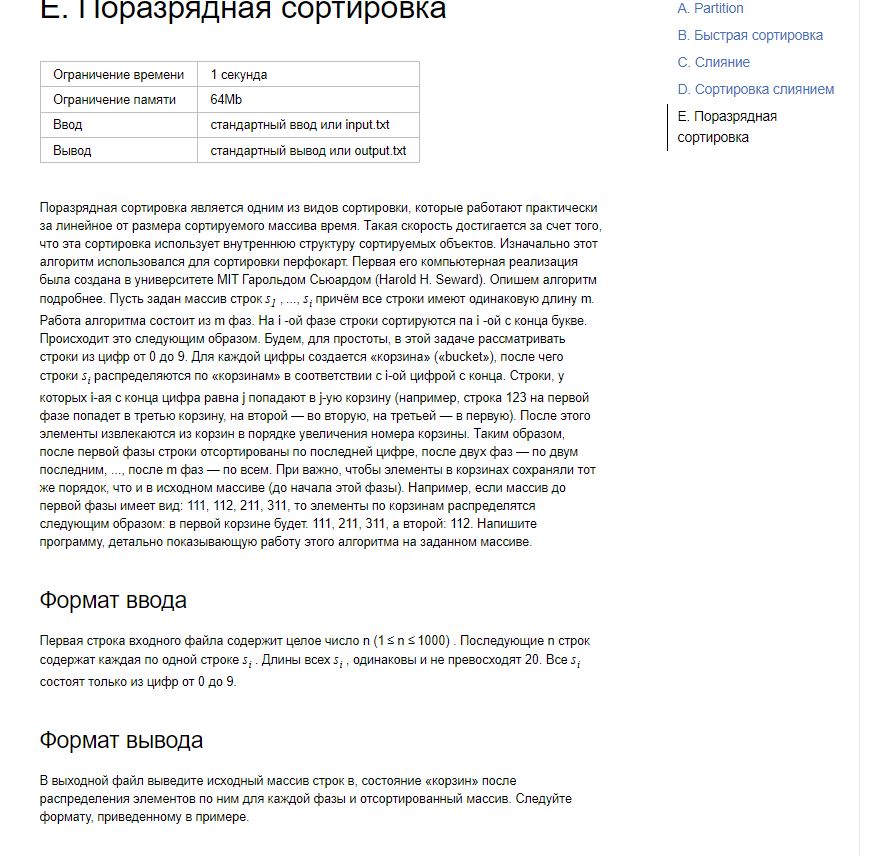 Е. Поразрядная сортировка
Ограничение времени 1 секунда
Ограничение памяти 64Mb
Ввод стандартный ввод или input.txt
Вывод стандартный вывод или output.txt
Поразрядная сортировка является одним из видов сортировки, которые работают практически
за линейное от размера сортируемого массива время. Такая скорость достигается за счет того,
что эта сортировка использует внутреннюю структуру сортируемых объектов. Изначально этот
алгоритм использовался для сортировки перфокарт. Первая его компьютерная реализация
была создана в университете MIT Гарольдом Сьюардом (Harold H. Seward). Опишем алгоритм
подробнее. Пусть задан массив строк s1 , ..., si причём все строки имеют одинаковую длину m.
Работа алгоритма состоит из m фаз. На i -ой фазе строки сортируются па i -ой с конца букве.
Происходит это следующим образом. Будем, для простоты, в этой задаче рассматривать
строки из цифр от 0 до 9. Для каждой цифры создается «корзина» («bucket»), после чего
строки si распределяются по «корзинам» в соответствии с i-ой цифрой с конца. Строки, у
которых i-ая с конца цифра равна j попадают в j-ую корзину (например, строка 123 на первой
фазе попадет в третью корзину, на второй — во вторую, на третьей — в первую). После этого
элементы извлекаются из корзин в порядке увеличения номера корзины. Таким образом,
после первой фазы строки отсортированы по последней цифре, после двух фаз — по двум
последним, ..., после m фаз — по всем. При важно, чтобы элементы в корзинах сохраняли тот
же порядок, что и в исходном массиве (до начала этой фазы). Например, если массив до
первой фазы имеет вид: 111, 112, 211, 311, то элементы по корзинам распределятся
следующим образом: в первой корзине будет. 111, 211, 311, а второй: 112. Напишите
программу, детально показывающую работу этого алгоритма на заданном массиве.
Формат ввода
Первая строка входного файла содержит целое число n (1 ≤ n ≤ 1000) . Последующие n строк
содержат каждая по одной строке si . Длины всех si , одинаковы и не превосходят 20. Все si
состоят только из цифр от 0 до 9.
Формат вывода
В выходной файл выведите исходный массив строк в, состояние «корзин» после
распределения элементов по ним для каждой фазы и отсортированный массив. Следуйте
формату, приведенному в примере.
A. Partition
B. Быстрая сортировка
C. Слияние
D. Сортировка слиянием
E. Поразрядная
сортировка